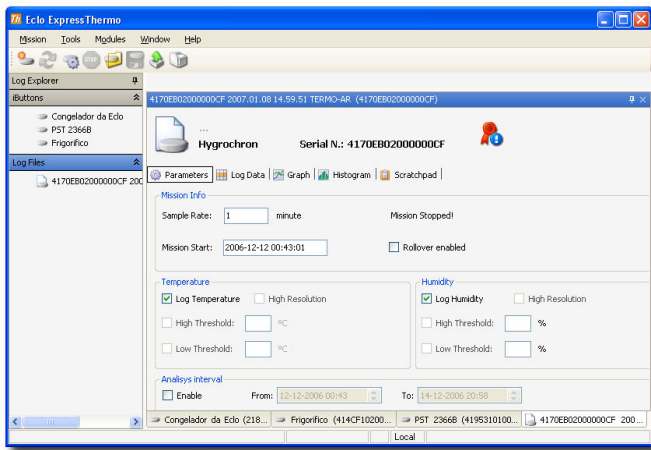 Eclo ExpressThermo
Mission Tools Modules Window Help
Log Explorer
iButtons
Congelador da Eclo
PST 2366B
Frigorifico
Log Files
4170EB02000000CF 200
4170EB02000000CF 2007.01.08 14.59.51 TERMO-AR (4170EB02000000CF)
...
Hygrochron Serial N.: 4170EB02000000CF
Parameters Log Data Graph Histogram Scratchpad
Mission Info
Sample Rate: 1 minute Mission Stopped!
Mission Start: 2006-12-12 00:43:01 Rollover enabled
Temperature Humidity
Log Temperature High Resolution Log Humidity High Resolution
High Threshold: ºC High Threshold: %
Low Threshold: ºC Low Threshold: %
Analisys interval
Enable From: 12-12-2006 00:43 To: 14-12-2006 20:58
Congelador da Eclo (218... Frigorifico (414CF10200... PST 2366B (4195310100... 4170EB02000000CF 200...
Local